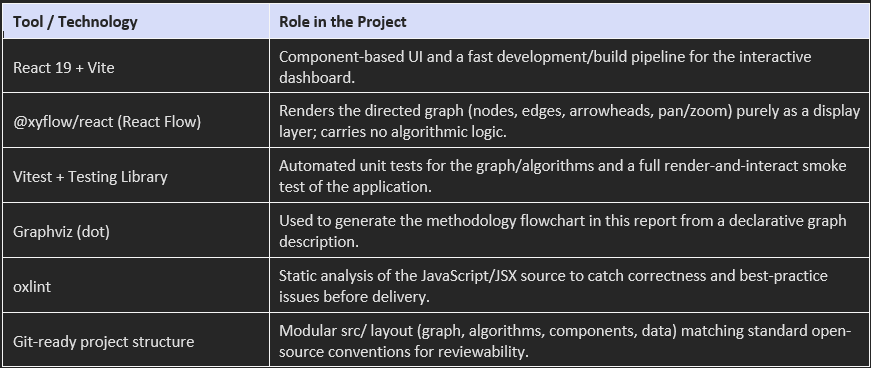 Tool / Technology
Role in the Project
React 19 + Vite
Component-based UI and a fast development/build pipeline for the interactive
dashboard.
@xyflow/react (React Flow)
Renders the directed graph (nodes, edges, arrowheads, pan/zoom) purely as a display
layer; carries no algorithmic logic.
Vitest + Testing Library
Automated unit tests for the graph/algorithms and a full render-and-interact smoke
test of the application.
Graphviz (dot)
Used to generate the methodology flowchart in this report from a declarative graph
description.
oxlint
Static analysis of the JavaScript/JSX source to catch correctness and best-practice
issues before delivery.
Git-ready project structure
Modular src/ layout (graph, algorithms, components, data) matching standard open-
source conventions for reviewability.